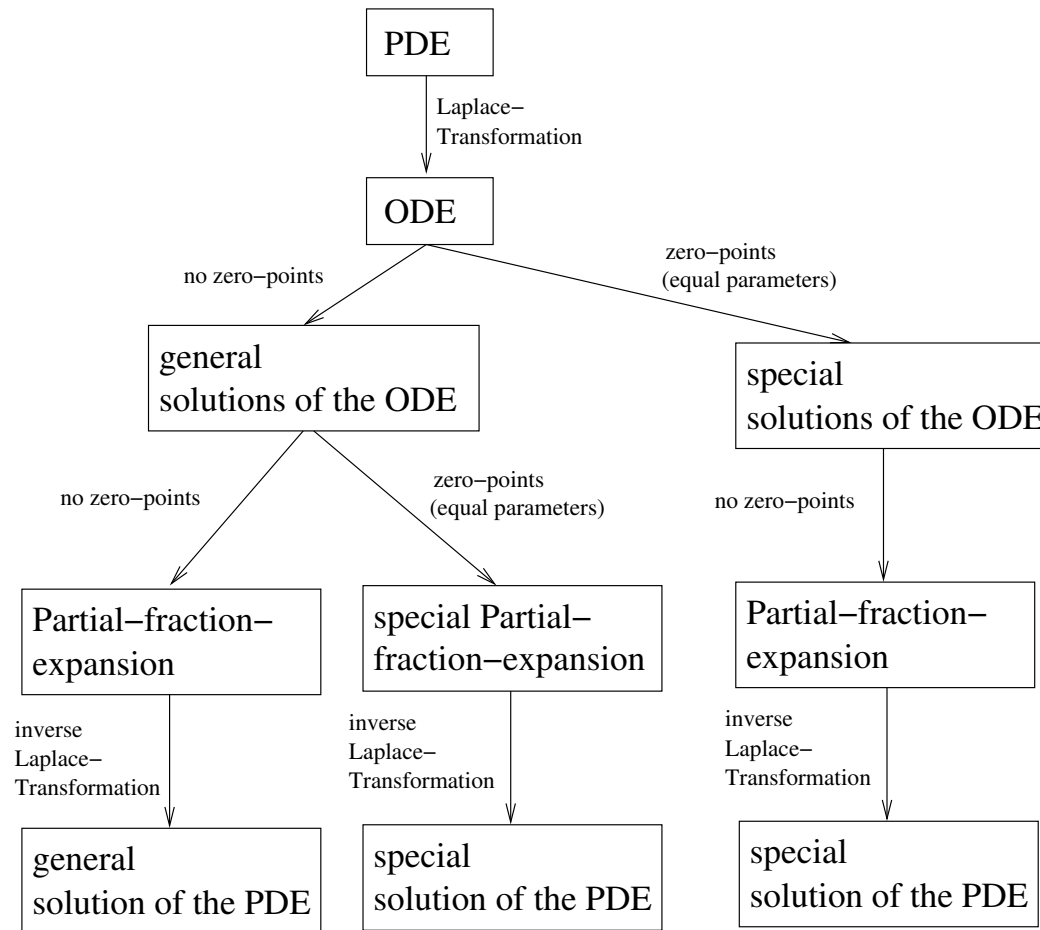 PDE
Laplace−
Transformation
ODE
no zero−points
zero−points
(equal parameters)
general
solutions of the ODE
special
solutions of the ODE
no zero−points
zero−points
(equal parameters)
no zero−points
Partial−fraction−
expansion
special Partial−
fraction−expansion
Partial−fraction−
expansion
inverse
Laplace−
Transformation
inverse
Laplace−
Transformation
inverse
Laplace−
Transformation
general
solution of the PDE
special
solution of the PDE
special
solution of the PDE